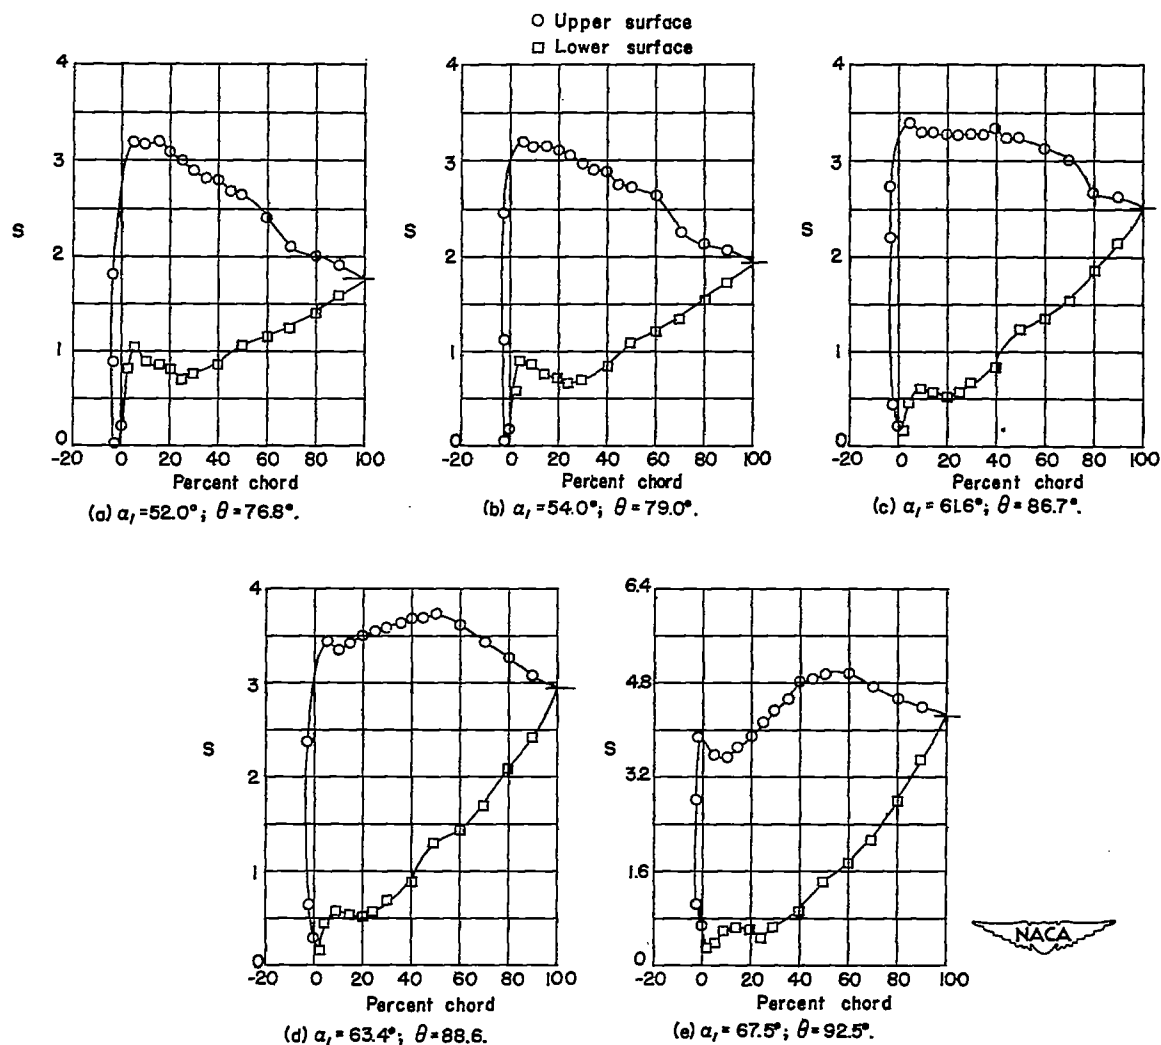 Upper surface
Lower surface
4
3
2
1
0
S
-20 0 20 40 60 80 100
Percent chord
(a) α₁=52.0°; θ=76.8°.
4
3
2
1
0
S
-20 0 20 40 60 80 100
Percent chord
(b) α₁=54.0°; θ=79.0°.
4
3
2
1
0
S
-20 0 20 40 60 80 100
Percent chord
(c) α₁=61.6°; θ=86.7°.
4
3
2
1
0
S
-20 0 20 40 60 80 100
Percent chord
(d) α₁=63.4°; θ=88.6.
6.4
4.8
3.2
1.6
0
S
-20 0 20 40 60 80 100
Percent chord
(e) α₁=67.5°; θ=92.5°.
NACA